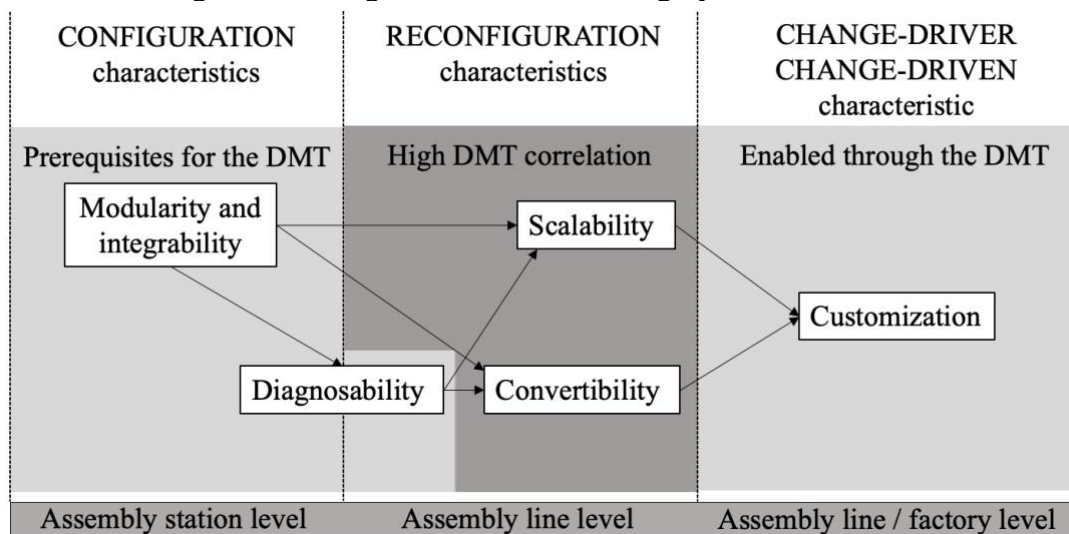 CONFIGURATION
characteristics
RECONFIGURATION
characteristics
CHANGE-DRIVER
CHANGE-DRIVEN
characteristic
Prerequisites for the DMT
High DMT correlation
Enabled through the DMT
Modularity and
integrability
Scalability
Customization
Diagnosability
Convertibility
Assembly station level
Assembly line level
Assembly line / factory level